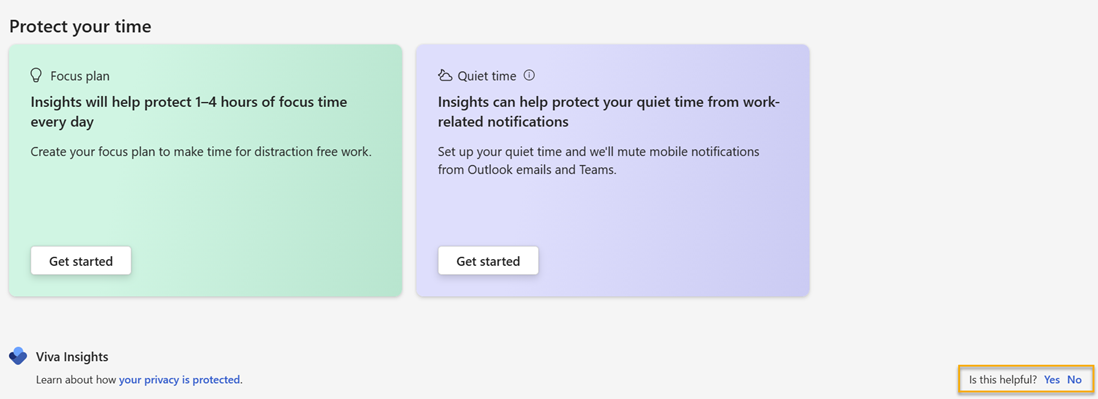 Protect your time
Focus plan
Insights will help protect 1–4 hours of focus time
every day
Create your focus plan to make time for distraction free work.
Get started
Quiet time
Insights can help protect your quiet time from work-
related notifications
Set up your quiet time and we'll mute mobile notifications
from Outlook emails and Teams.
Get started
Viva Insights
Learn about how your privacy is protected.
Is this helpful? Yes No